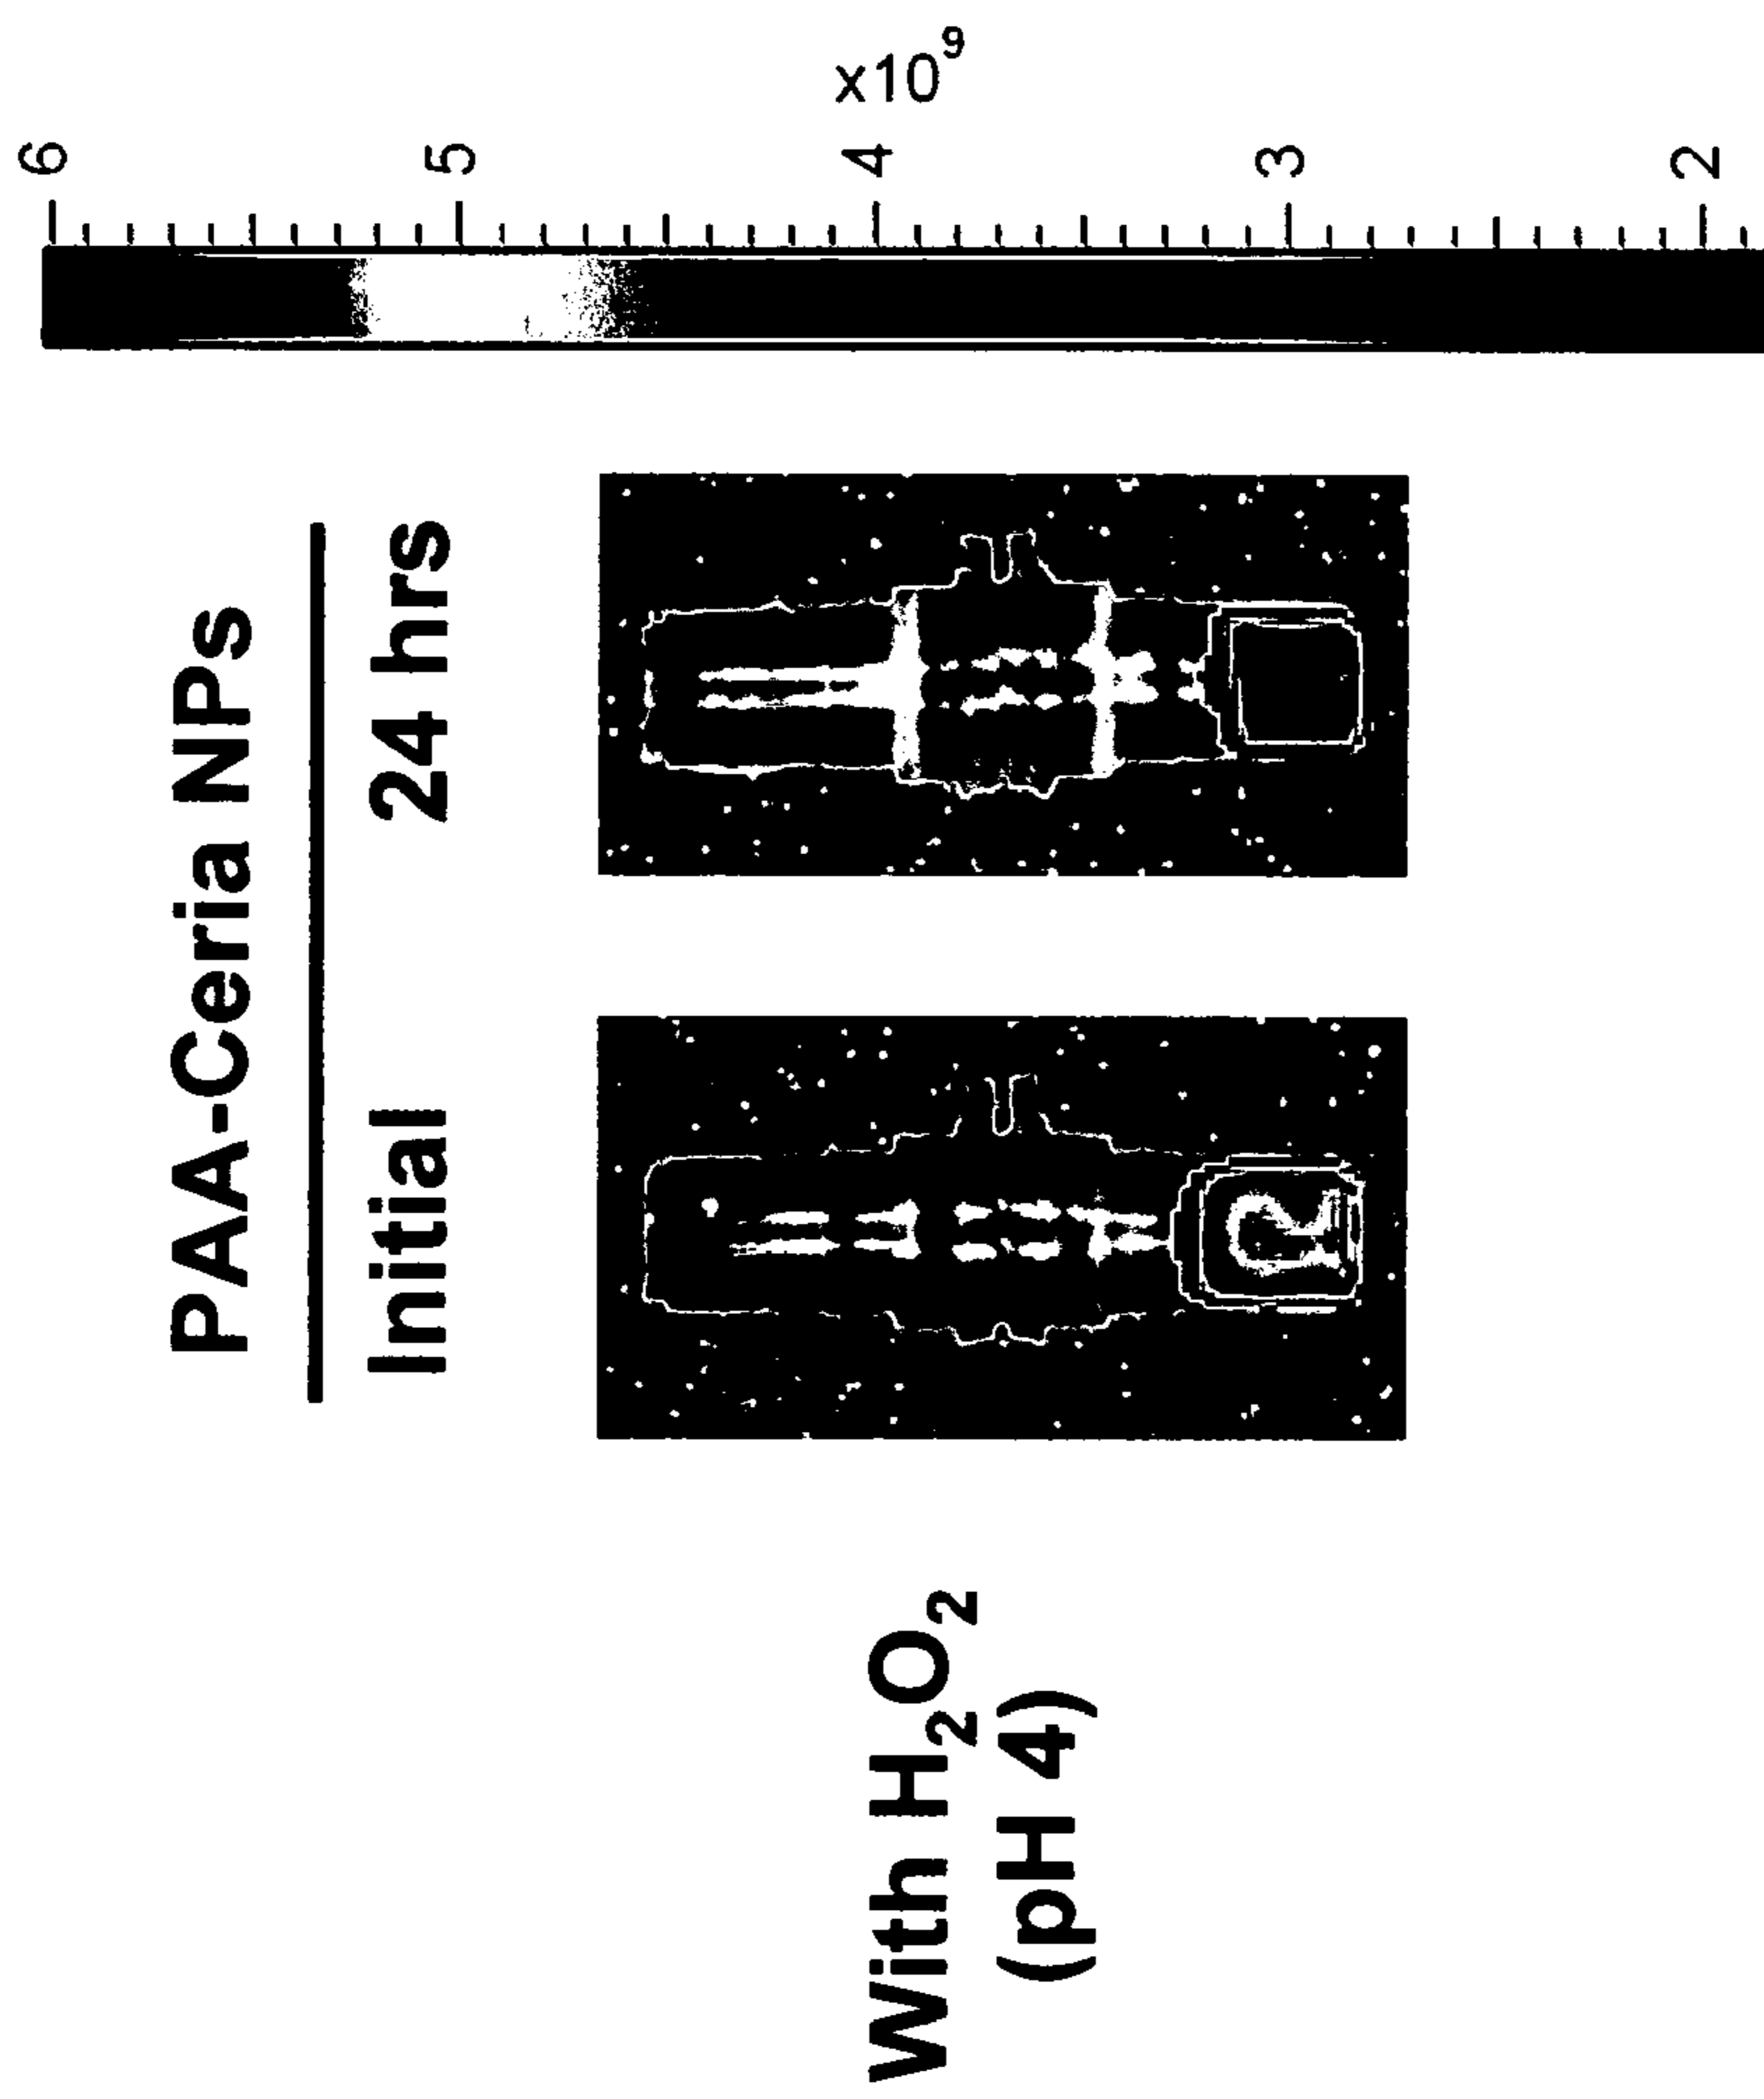 PAA-Ceria NPs
Initial 24 hrs
With H₂O₂
(pH 4)
6
5
4
x10⁹
3
2